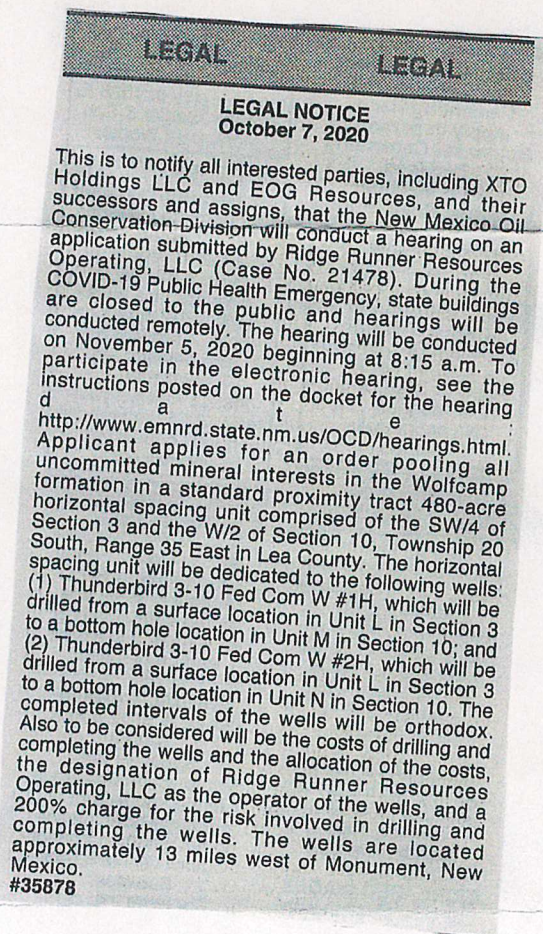 LEGAL LEGAL
LEGAL NOTICE
October 7, 2020
This is to notify all interested parties, including XTO
Holdings LLC and EOG Resources, and their
successors and assigns, that the New Mexico Oil
Conservation Division will conduct a hearing on an
application submitted by Ridge Runner Resources
Operating, LLC (Case No. 21478). During the
COVID-19 Public Health Emergency, state buildings
are closed to the public and hearings will be
conducted remotely. The hearing will be conducted
on November 5, 2020 beginning at 8:15 a.m. To
participate in the electronic hearing, see the
instructions posted on the docket for the hearing
d a t e :
http://www.emnrd.state.nm.us/OCD/hearings.html.
Applicant applies for an order pooling all
uncommitted mineral interests in the Wolfcamp
formation in a standard proximity tract 480-acre
horizontal spacing unit comprised of the SW/4 of
Section 3 and the W/2 of Section 10, Township 20
South, Range 35 East in Lea County. The horizontal
spacing unit will be dedicated to the following wells:
(1) Thunderbird 3-10 Fed Com W #1H, which will be
drilled from a surface location in Unit L in Section 3
to a bottom hole location in Unit M in Section 10; and
(2) Thunderbird 3-10 Fed Com W #2H, which will be
drilled from a surface location in Unit L in Section 3
to a bottom hole location in Unit N in Section 10. The
completed intervals of the wells will be orthodox.
Also to be considered will be the costs of drilling and
completing the wells and the allocation of the costs,
the designation of Ridge Runner Resources
Operating, LLC as the operator of the wells, and a
200% charge for the risk involved in drilling and
completing the wells. The wells are located
approximately 13 miles west of Monument, New
Mexico.
#35878